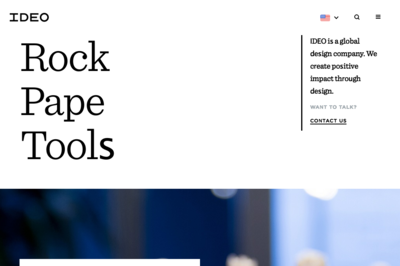 IDEO
Rock
Pape
Tools
IDEO is a global
design company. We
create positive
impact through
design.
WANT TO TALK?
CONTACT US